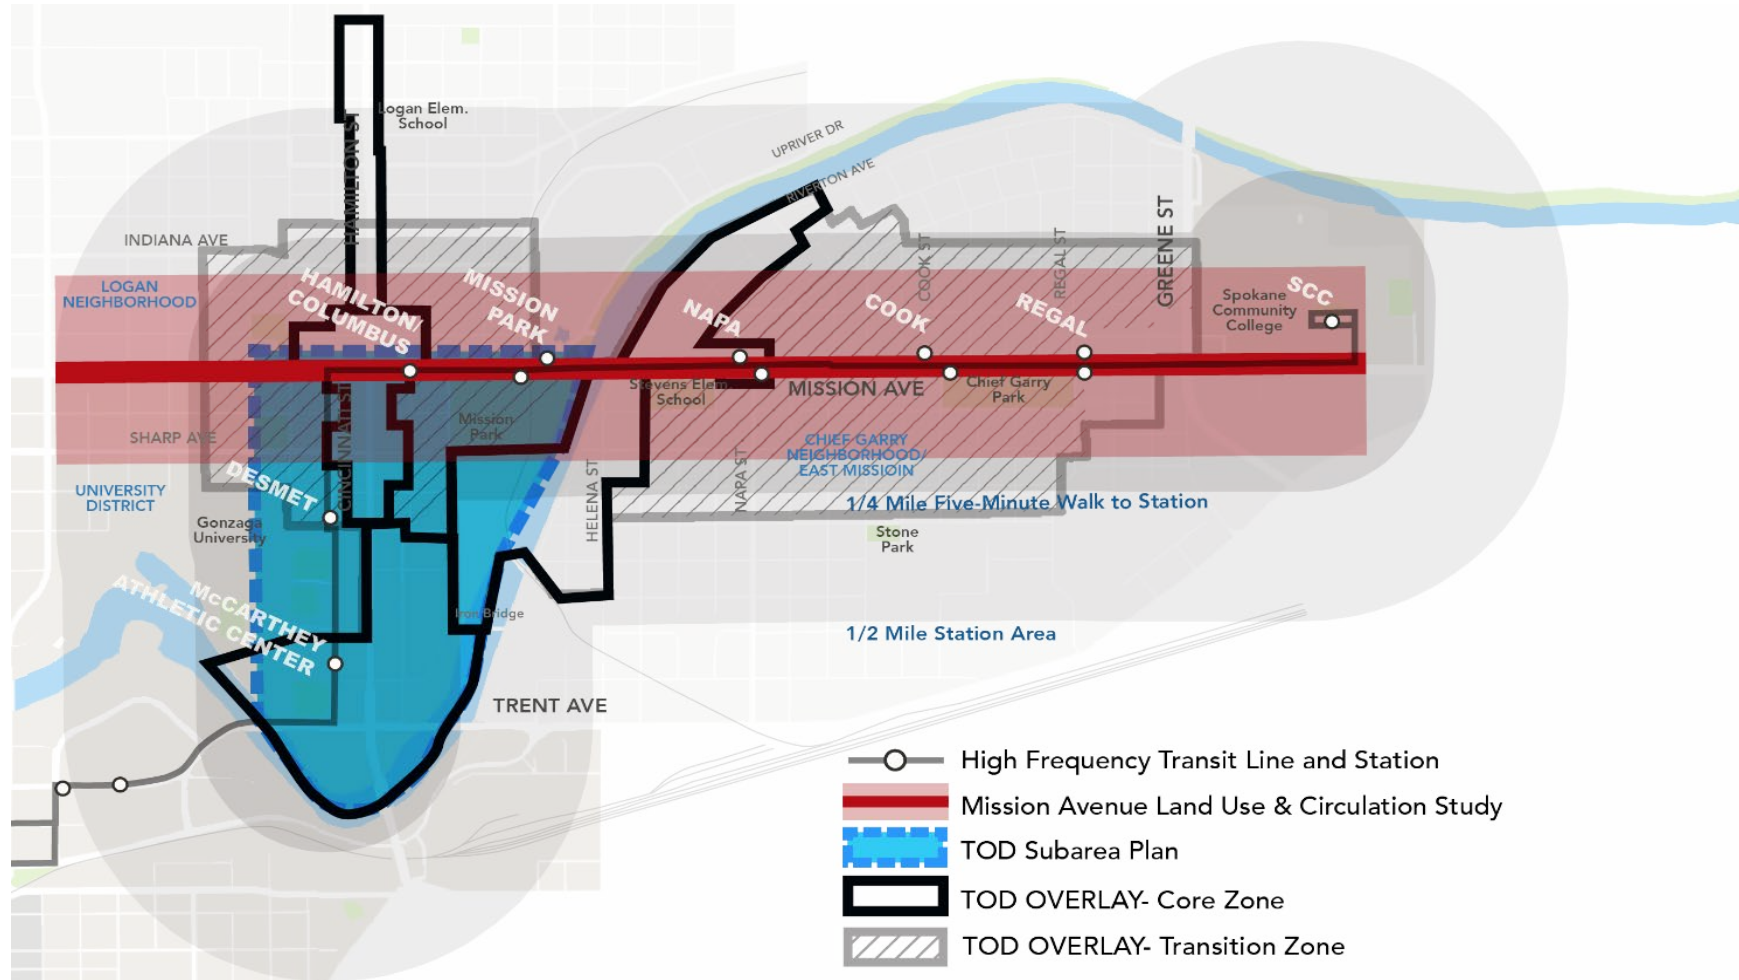 Logan Elem.
School
HAMILTON ST
UPRIVER DR
RIVERTON AVE
INDIANA AVE
COOK ST
REGAL ST
GREENE ST
LOGAN
NEIGHBORHOOD
HAMILTON/
COLUMBUS
MISSION
PARK
NAPA
COOK
REGAL
SCC
Spokane
Community
College
Stevens Elem.
School
MISSION AVE
Chief Garry
Park
CINCINNATI ST
Mission
Park
SHARP AVE
CHIEF GARRY
NEIGHBORHOOD/
EAST MISSIOIN
DESMET
UNIVERSITY
DISTRICT
HELENA ST
NAPA ST
1/4 Mile Five-Minute Walk to Station
Gonzaga
University
Stone
Park
McCARTHEY
ATHLETIC CENTER
Iron Bridge
1/2 Mile Station Area
TRENT AVE
High Frequency Transit Line and Station
Mission Avenue Land Use & Circulation Study
TOD Subarea Plan
TOD OVERLAY- Core Zone
TOD OVERLAY- Transition Zone